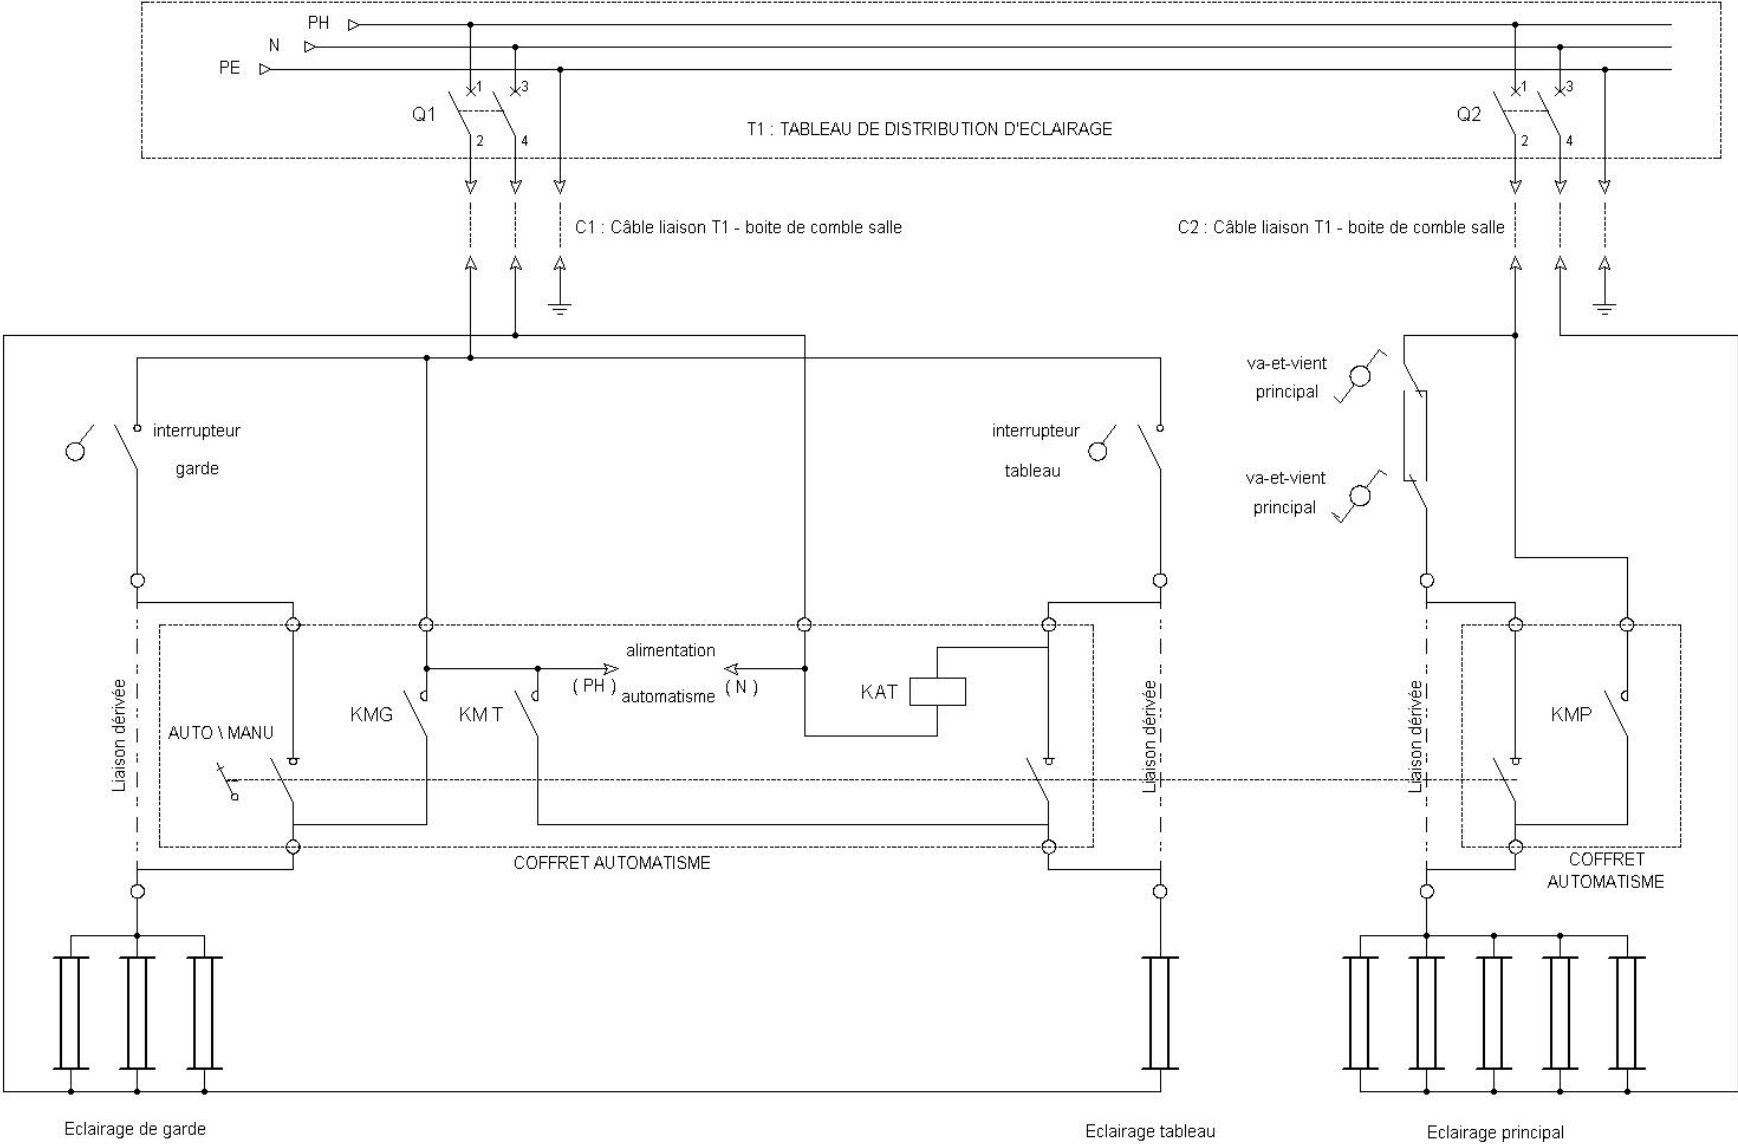 PH
N
PE
1
3
Q1
2
4
T1 : TABLEAU DE DISTRIBUTION D'ECLAIRAGE
1
3
Q2
2
4
C1 : Câble liaison T1 - boite de comble salle
C2 : Câble liaison T1 - boite de comble salle
interrupteur
garde
interrupteur
tableau
va-et-vient
principal
va-et-vient
principal
Liaison dérivée
AUTO \ MANU
KMG
KMT
alimentation
( PH )
automatisme
( N )
KAT
Liaison dérivée
Liaison dérivée
KMP
COFFRET AUTOMATISME
COFFRET
AUTOMATISME
Eclairage de garde
Eclairage tableau
Eclairage principal